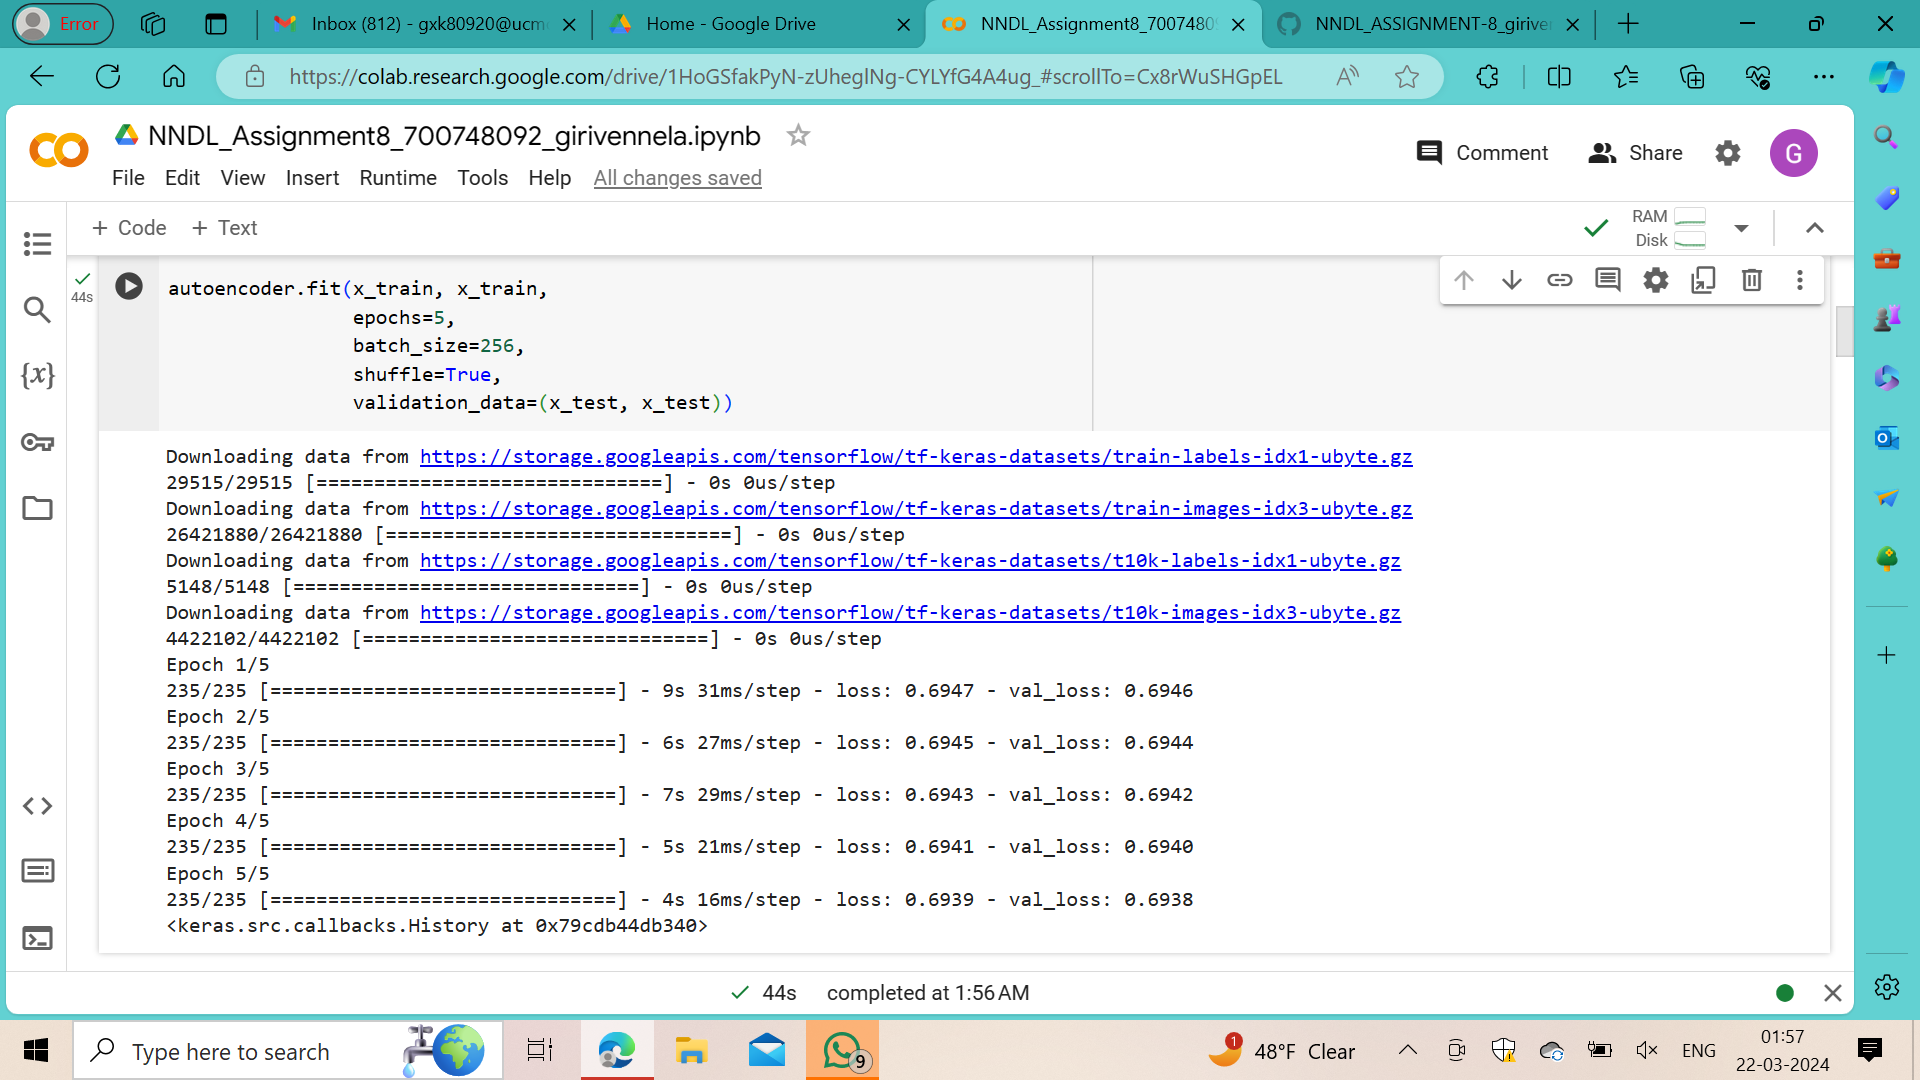 Error
Inbox (812) - gxk80920@ucm
Home - Google Drive
NNDL_Assignment8_70074809
NNDL_ASSIGNMENT-8_giriven
https://colab.research.google.com/drive/1HoGSfakPyN-zUheglNg-CYLYfG4A4ug_#scrollTo=Cx8rWuSHGpEL
NNDL_Assignment8_700748092_girivennela.ipynb
Comment
Share
G
File Edit View Insert Runtime Tools Help All changes saved
+ Code + Text
RAM
Disk
44s
autoencoder.fit(x_train, x_train,
epochs=5,
batch_size=256,
shuffle=True,
validation_data=(x_test, x_test))
Downloading data from https://storage.googleapis.com/tensorflow/tf-keras-datasets/train-labels-idx1-ubyte.gz
29515/29515 [==============================] - 0s 0us/step
Downloading data from https://storage.googleapis.com/tensorflow/tf-keras-datasets/train-images-idx3-ubyte.gz
26421880/26421880 [==============================] - 0s 0us/step
Downloading data from https://storage.googleapis.com/tensorflow/tf-keras-datasets/t10k-labels-idx1-ubyte.gz
5148/5148 [==============================] - 0s 0us/step
Downloading data from https://storage.googleapis.com/tensorflow/tf-keras-datasets/t10k-images-idx3-ubyte.gz
4422102/4422102 [==============================] - 0s 0us/step
Epoch 1/5
235/235 [==============================] - 9s 31ms/step - loss: 0.6947 - val_loss: 0.6946
Epoch 2/5
235/235 [==============================] - 6s 27ms/step - loss: 0.6945 - val_loss: 0.6944
Epoch 3/5
235/235 [==============================] - 7s 29ms/step - loss: 0.6943 - val_loss: 0.6942
Epoch 4/5
235/235 [==============================] - 5s 21ms/step - loss: 0.6941 - val_loss: 0.6940
Epoch 5/5
235/235 [==============================] - 4s 16ms/step - loss: 0.6939 - val_loss: 0.6938
<keras.src.callbacks.History at 0x79cdb44db340>
44s completed at 1:56 AM
Type here to search
9
1
48°F Clear
ENG
01:57
22-03-2024